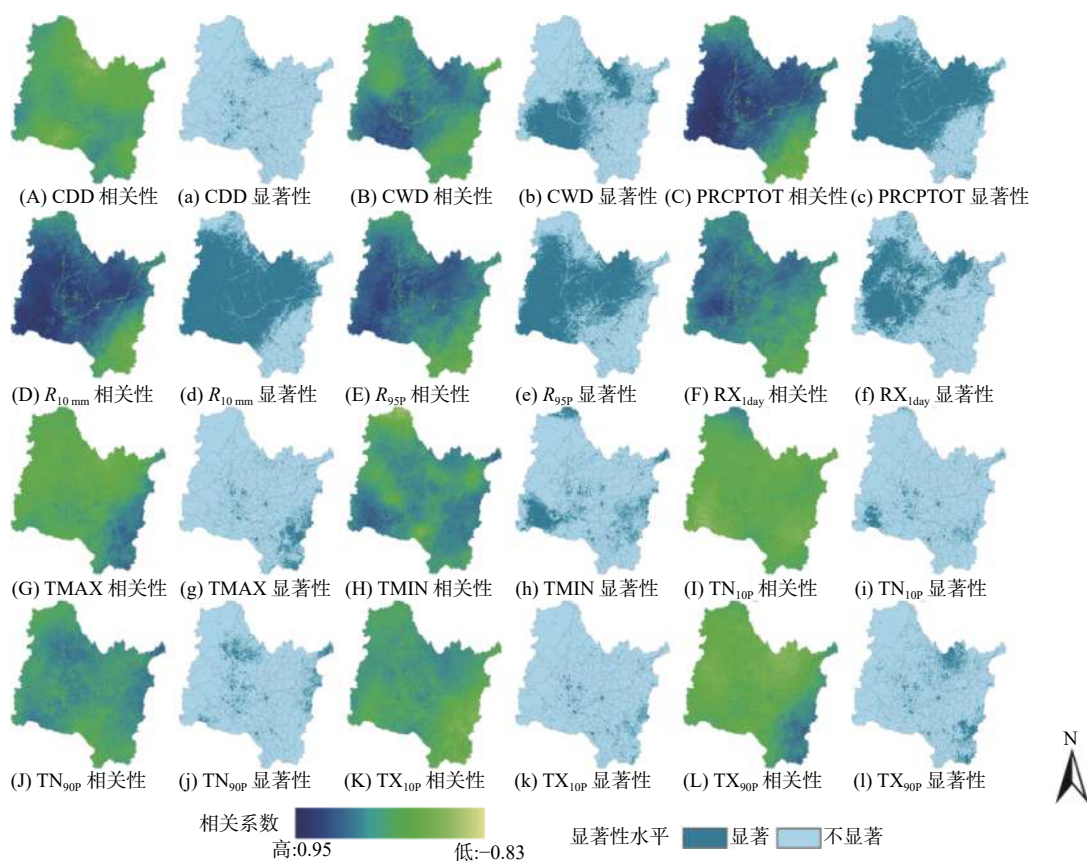 (A) CDD 相关性 (a) CDD 显著性 (B) CWD 相关性 (b) CWD 显著性 (C) PRCPTOT 相关性 (c) PRCPTOT 显著性
(D) R10 mm 相关性 (d) R10 mm 显著性 (E) R95P 相关性 (e) R95P 显著性 (F) RX1day 相关性 (f) RX1day 显著性
(G) TMAX 相关性 (g) TMAX 显著性 (H) TMIN 相关性 (h) TMIN 显著性 (I) TN10P 相关性 (i) TN10P 显著性
N
(J) TN90P 相关性 (j) TN90P 显著性 (K) TX10P 相关性 (k) TX10P 显著性 (L) TX90P 相关性 (l) TX90P 显著性
相关系数 显著性水平 显著 不显著
高:0.95 低:−0.83